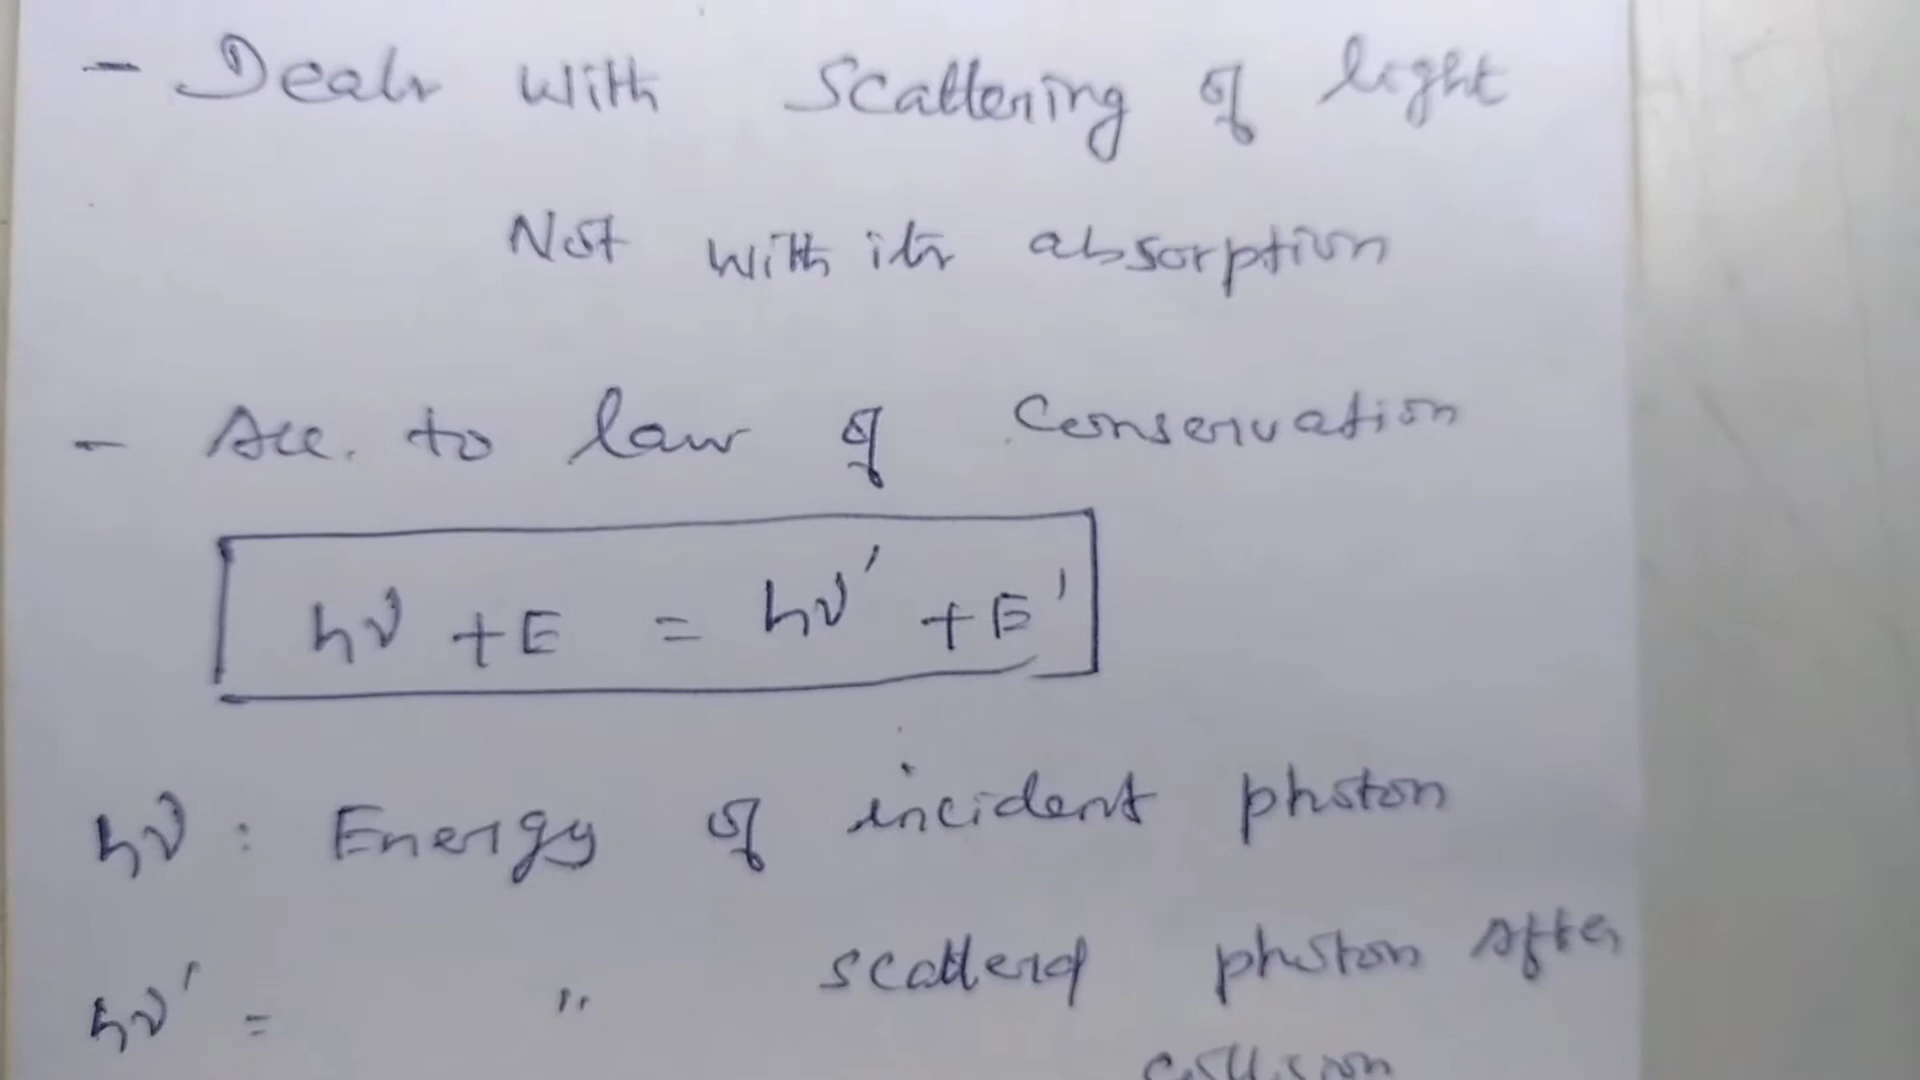 - Deals with scattering of light
Not with its absorption
- Acc. to law of conservation
hν + E = hν' + E'
hν : Energy of incident photon
hν' = " scattered photon after
collision